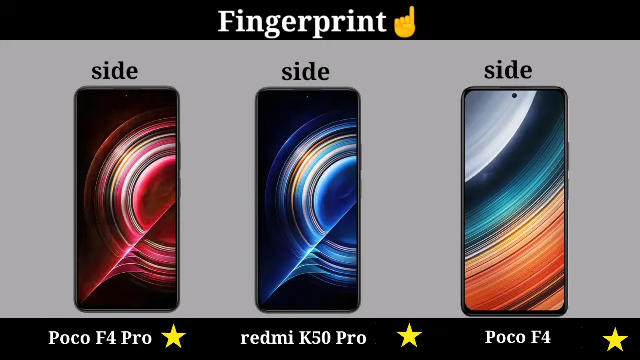 Fingerprint☝️
side side side
Poco F4 Pro redmi K50 Pro Poco F4